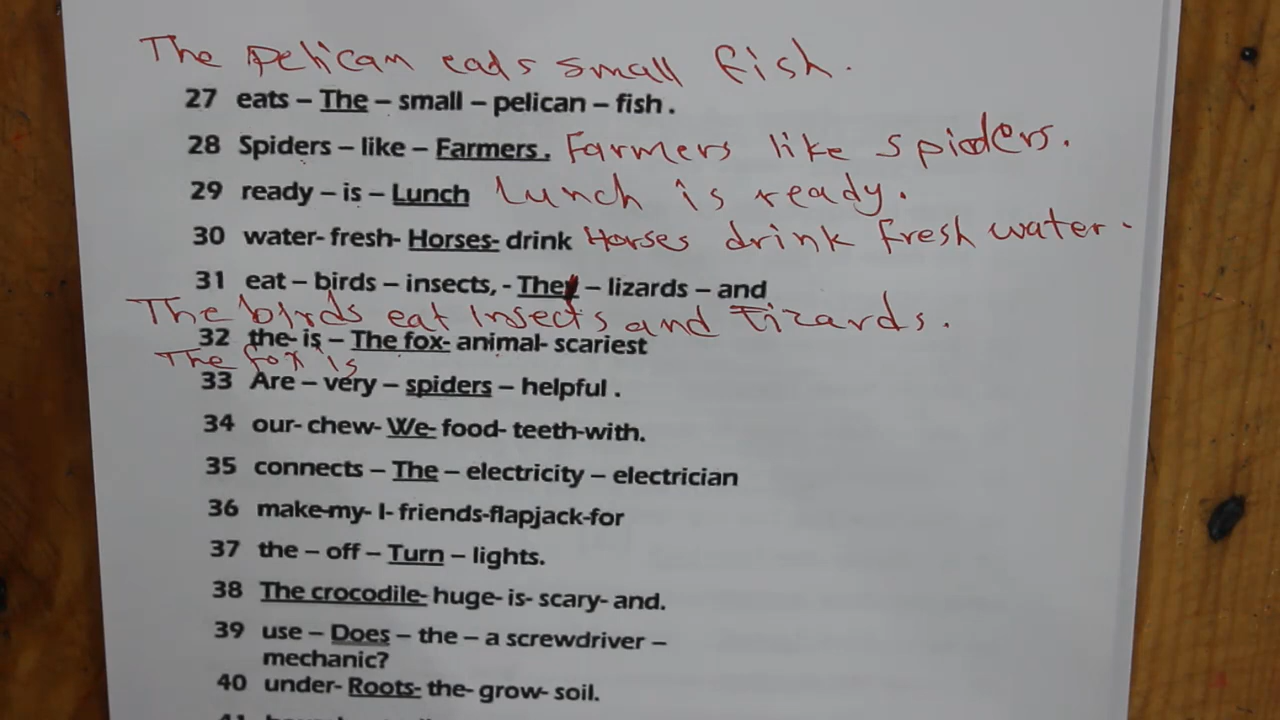 The pelican eats small fish.
27 eats – The – small – pelican – fish .
28 Spiders – like – Farmers. Farmers like spiders.
29 ready – is – Lunch Lunch is ready.
30 water- fresh- Horses- drink Horses drink fresh water.
31 eat – birds – insects, - The – lizards – and
The birds eat insects and lizards.
32 the- is – The fox- animal- scariest
The fox is
33 Are – very – spiders – helpful .
34 our- chew- We- food- teeth-with.
35 connects – The – electricity – electrician
36 make-my- I- friends-flapjack-for
37 the – off – Turn – lights.
38 The crocodile- huge- is- scary- and.
39 use – Does – the – a screwdriver –
mechanic?
40 under- Roots- the- grow- soil.